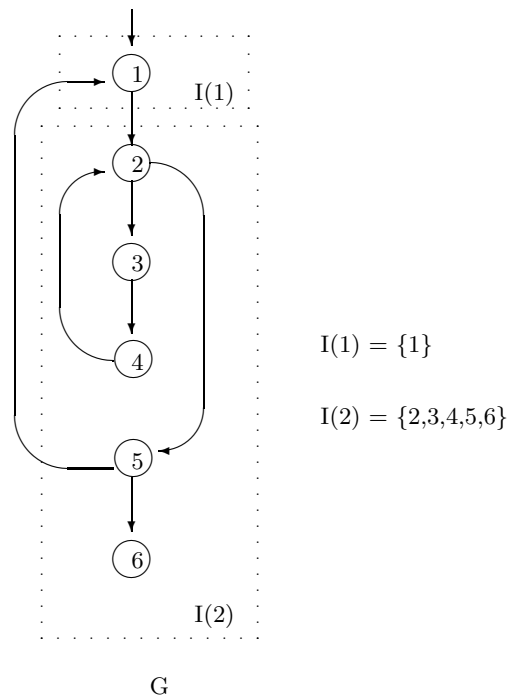 1
I(1)
2
3
I(1) = {1}
4
I(2) = {2,3,4,5,6}
5
6
I(2)
G